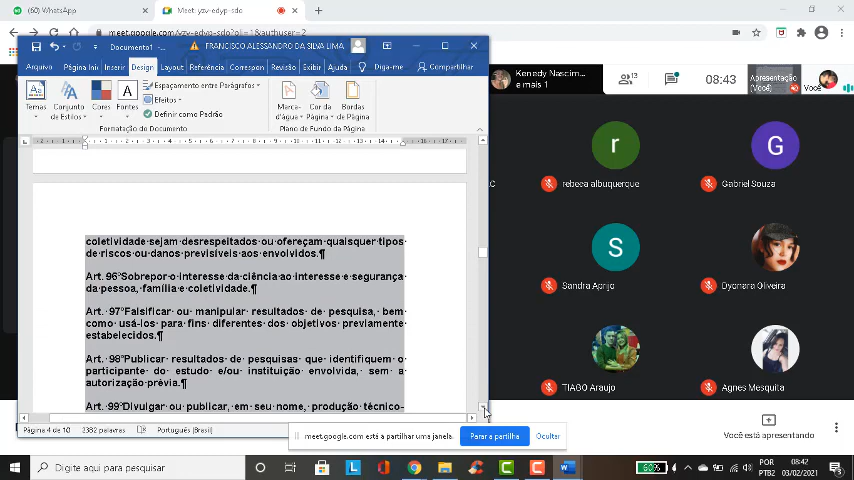 (60) WhatsApp
Meet: yzv-edyp-sdo
meet.google.com/yzv-edyp-sdo?pli=1&authuser=2
Documento1 -...
FRANCISCO ALESSANDRO DA SILVA LIMA
Arquivo Página Inici Inserir Design Layout Referência Correspon Revisão Exibir Ajuda Diga-me Compartilhar
Temas
Conjunto de Estilos
Cores
Fontes
Espaçamento entre Parágrafos
Efeitos
Definir como Padrão
Marca-d'água
Cor da Página
Bordas de Página
Formatação do Documento
Plano de Fundo da Página
coletividade sejam desrespeitados ou ofereçam quaisquer tipos
de riscos ou danos previsíveis aos envolvidos.¶
Art. 96°Sobrepor o interesse da ciência ao interesse e segurança
da pessoa, família e coletividade.¶
Art. 97°Falsificar ou manipular resultados de pesquisa, bem
como usá-los para fins diferentes dos objetivos previamente
estabelecidos.¶
Art. 98°Publicar resultados de pesquisas que identifiquem o
participante do estudo e/ou instituição envolvida, sem a
autorização prévia.¶
Art. 99°Divulgar ou publicar, em seu nome, produção técnico-
Página 4 de 10 2382 palavras Português (Brasil)
meet.google.com está a partilhar uma janela.
Parar a partilha
Ocultar
Kenedy Nascim...
e mais 1
13
08:43
Apresentação
(Você)
Você
r
rebeca albuquerque
G
Gabriel Souza
S
Sandra Aprijo
Dyonara Oliveira
TIAGO Araujo
Agnes Mesquita
Você está apresentando
Digite aqui para pesquisar
60%
POR
PTB2
08:42
03/02/2021
3